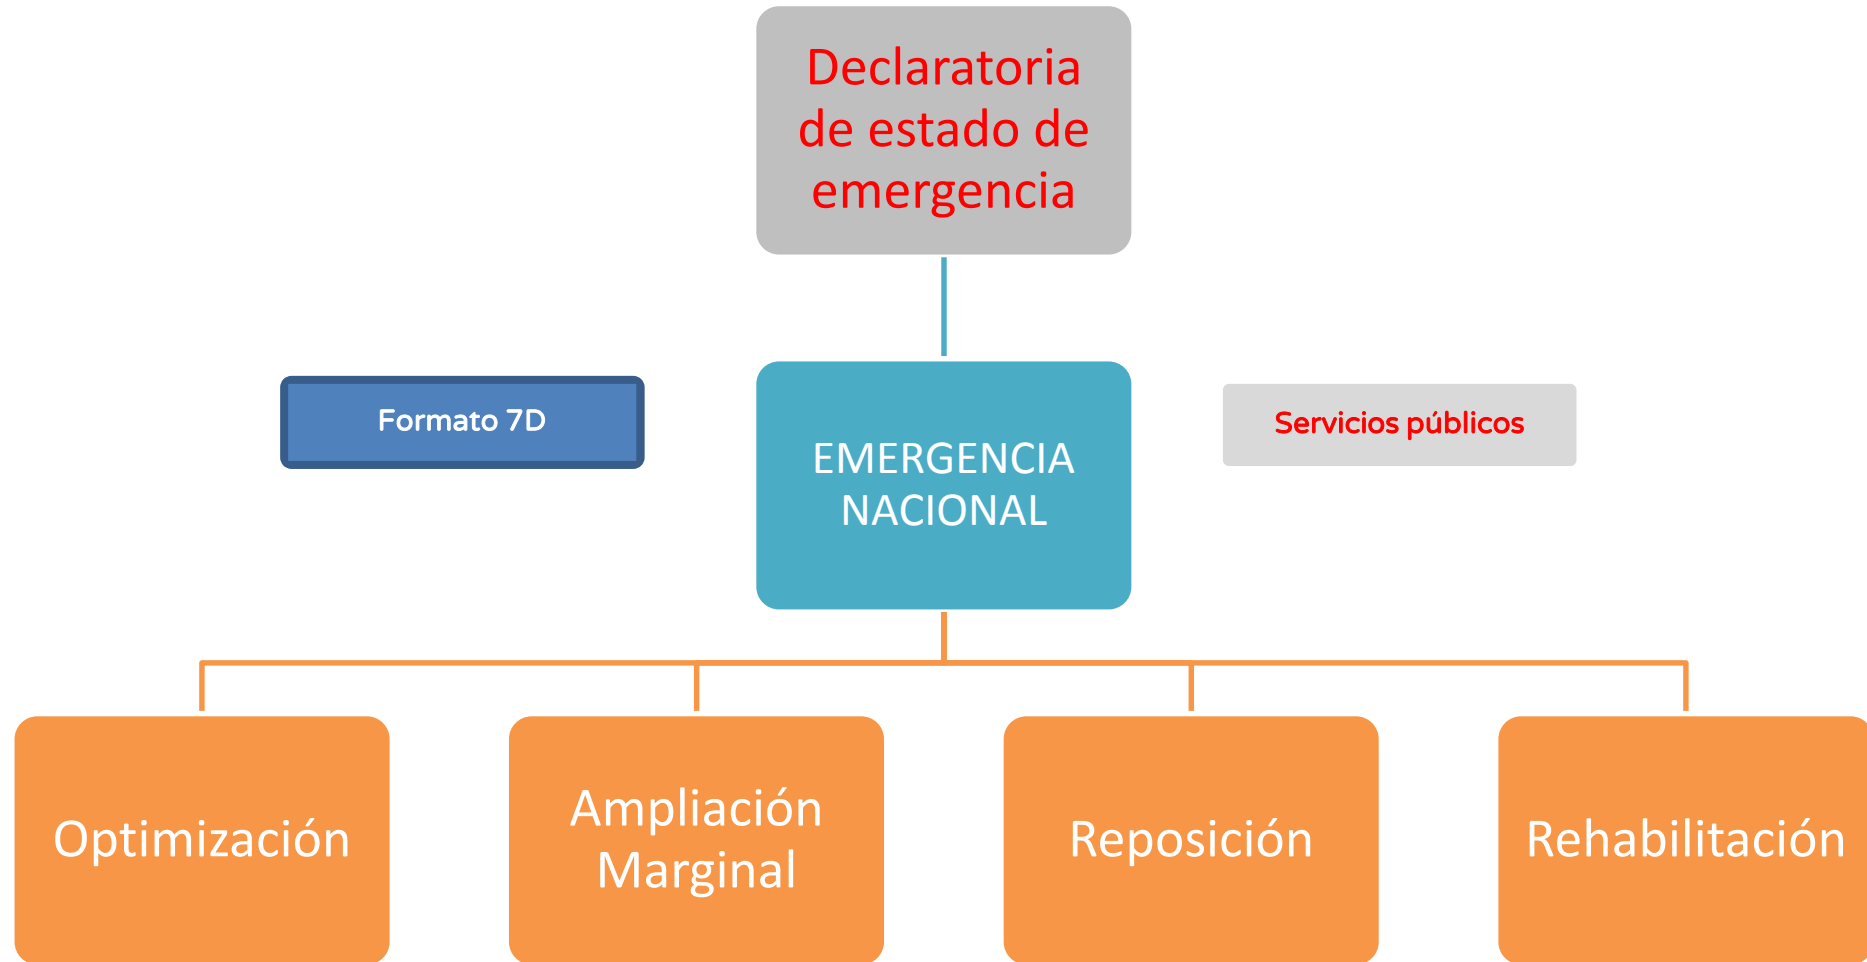 Declaratoria
de estado de
emergencia
Formato 7D
EMERGENCIA
NACIONAL
Servicios públicos
Optimización
Ampliación
Marginal
Reposición
Rehabilitación